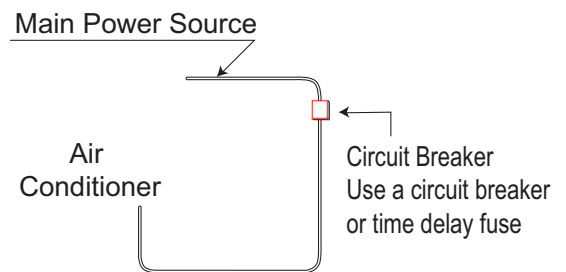 Main Power Source
Air
Conditioner
Circuit Breaker
Use a circuit breaker
or time delay fuse